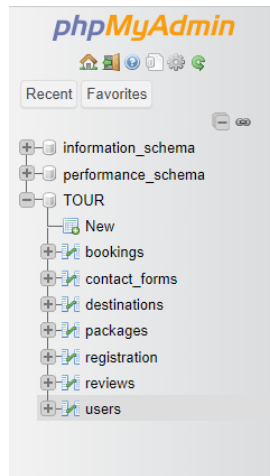 phpMyAdmin
Recent Favorites
information_schema
performance_schema
TOUR
New
bookings
contact_forms
destinations
packages
registration
reviews
users